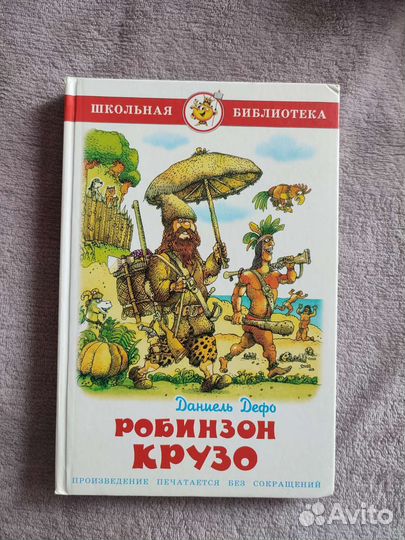 ШКОЛЬНАЯ БИБЛИОТЕКА
Даниель Дефо
РОБИНЗОН
КРУЗО
ПРОИЗВЕДЕНИЕ ПЕЧАТАЕТСЯ БЕЗ СОКРАЩЕНИЙ
Avito